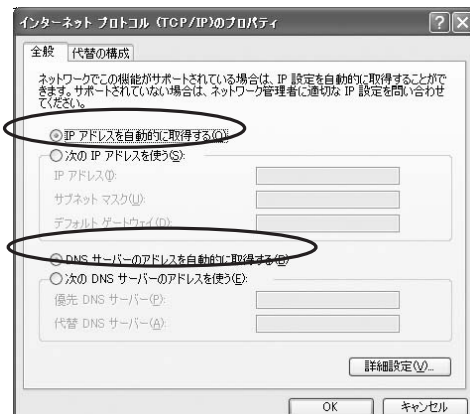 インターネット プロトコル (TCP/IP)のプロパティ
全般
代替の構成
ネットワークでこの機能がサポートされている場合は、IP 設定を自動的に取得することがで
きます。サポートされていない場合は、ネットワーク管理者に適切な IP 設定を問い合わせ
てください。
IP アドレスを自動的に取得する(O)
次の IP アドレスを使う(S):
IP アドレス(I):
サブネット マスク(U):
デフォルト ゲートウェイ(D):
DNS サーバーのアドレスを自動的に取得する(B)
次の DNS サーバーのアドレスを使う(E):
優先 DNS サーバー(P):
代替 DNS サーバー(A):
詳細設定(V)...
OK
キャンセル